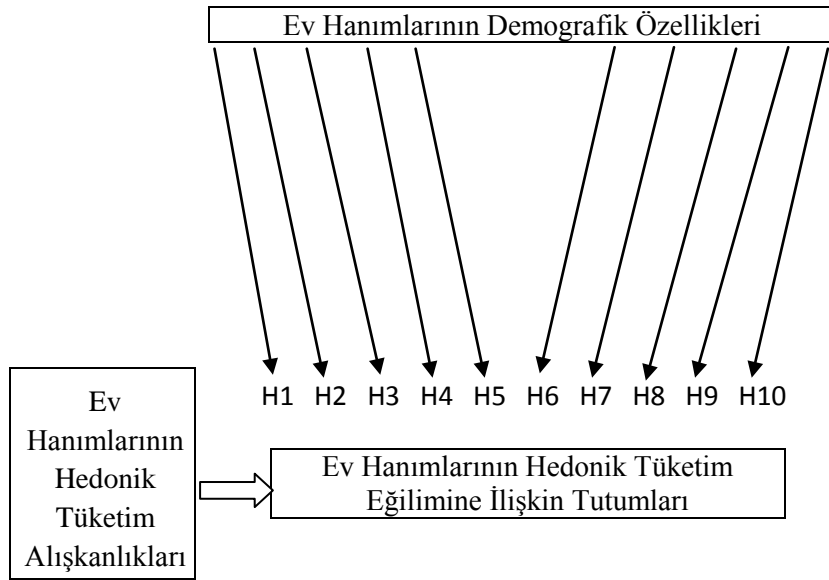 Ev Hanımlarının Demografik Özellikleri
H1 H2 H3 H4 H5 H6 H7 H8 H9 H10
Ev
Hanımlarının
Hedonik
Tüketim
Alışkanlıkları
Ev Hanımlarının Hedonik Tüketim
Eğilimine İlişkin Tutumları